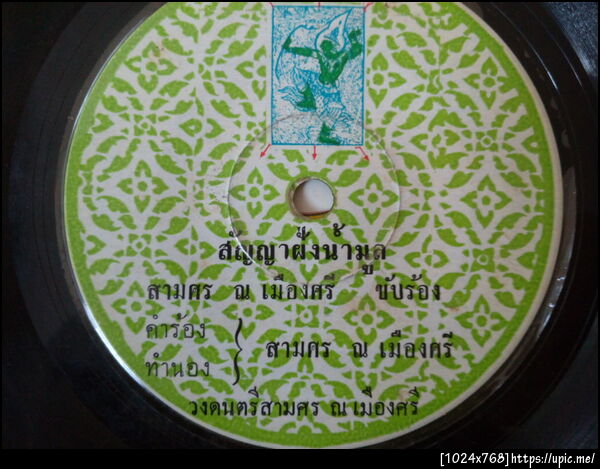 สัญญาฝั่งน้ำมูล
สามศร ณ เมืองศรี ขับร้อง
คำร้อง
ทำนอง } สามศร ณ เมืองศรี
วงดนตรีสามศร ณ เมืองศรี
[1024x768]https://upic.me/